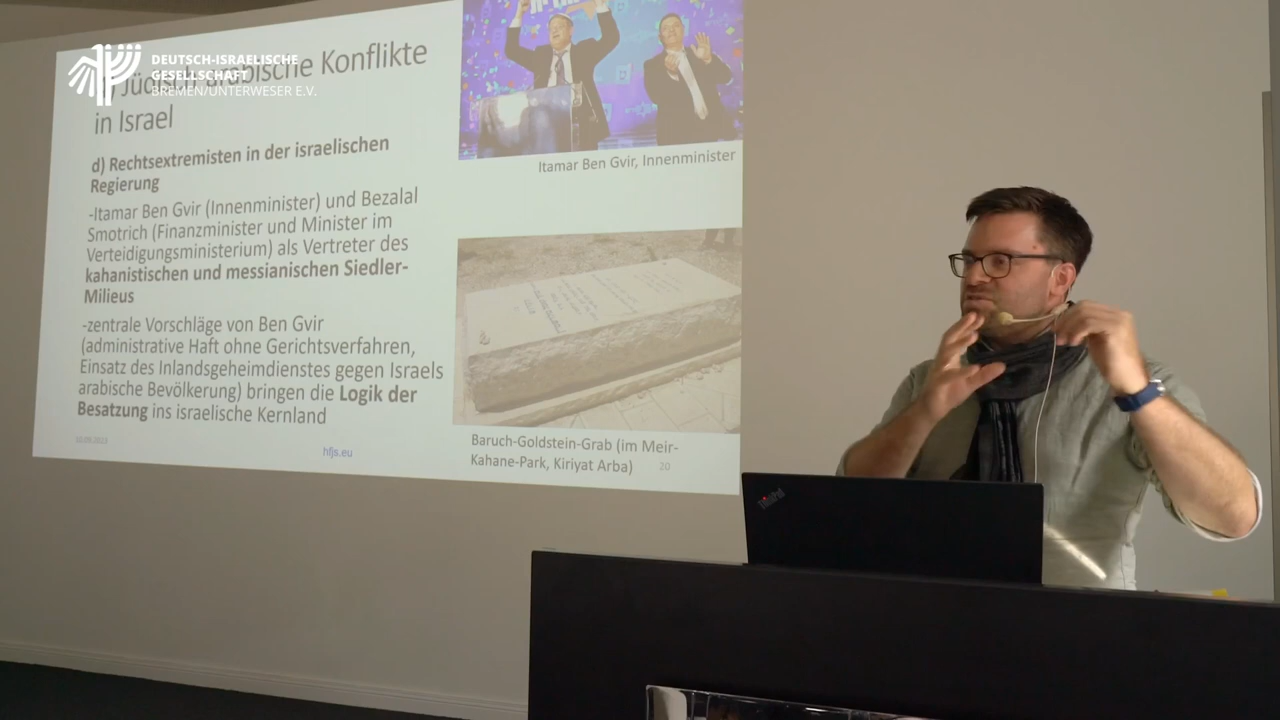 DEUTSCH-ISRAELISCHE
GESELLSCHAFT
BREMEN/UNTERWESER E.V.
Jüdisch-arabische Konflikte
in Israel
d) Rechtsextremisten in der israelischen
Regierung
-Itamar Ben Gvir (Innenminister) und Bezalal
Smotrich (Finanzminister und Minister im
Verteidigungsministerium) als Vertreter des
kahanistischen und messianischen Siedler-
Milieus
-zentrale Vorschläge von Ben Gvir
(administrative Haft ohne Gerichtsverfahren,
Einsatz des Inlandsgeheimdienstes gegen Israels
arabische Bevölkerung) bringen die Logik der
Besatzung ins israelische Kernland
hfjs.eu
Itamar Ben Gvir, Innenminister
Baruch-Goldstein-Grab (im Meir-
Kahane-Park, Kiriyat Arba)
20
ThinkPad